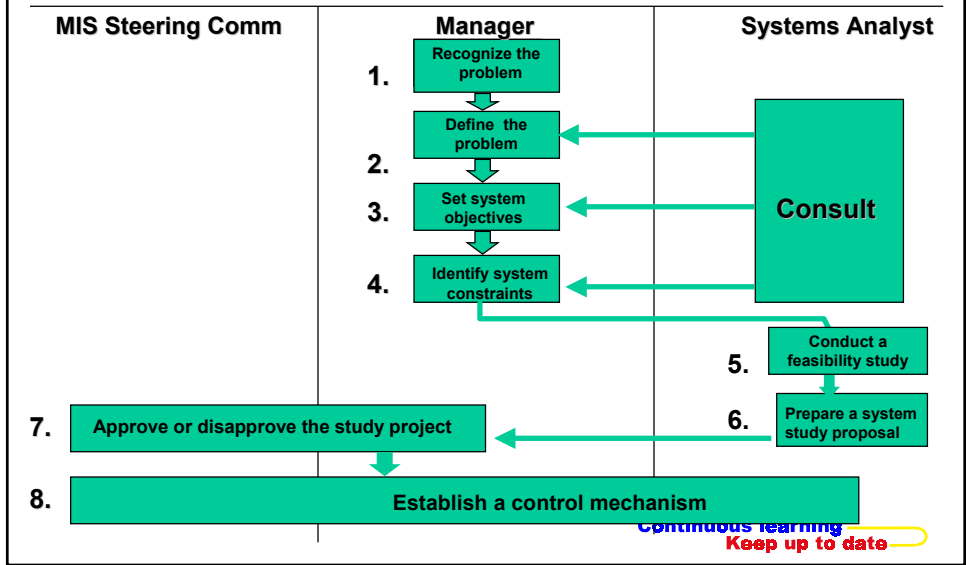 MIS Steering Comm
Manager
Systems Analyst
1.
Recognize the
problem
Define the
problem
2.
3.
Set system
objectives
Consult
4.
Identify system
constraints
5.
Conduct a
feasibility study
6.
Prepare a system
study proposal
7.
Approve or disapprove the study project
8.
Establish a control mechanism
Continuous learning
Keep up to date